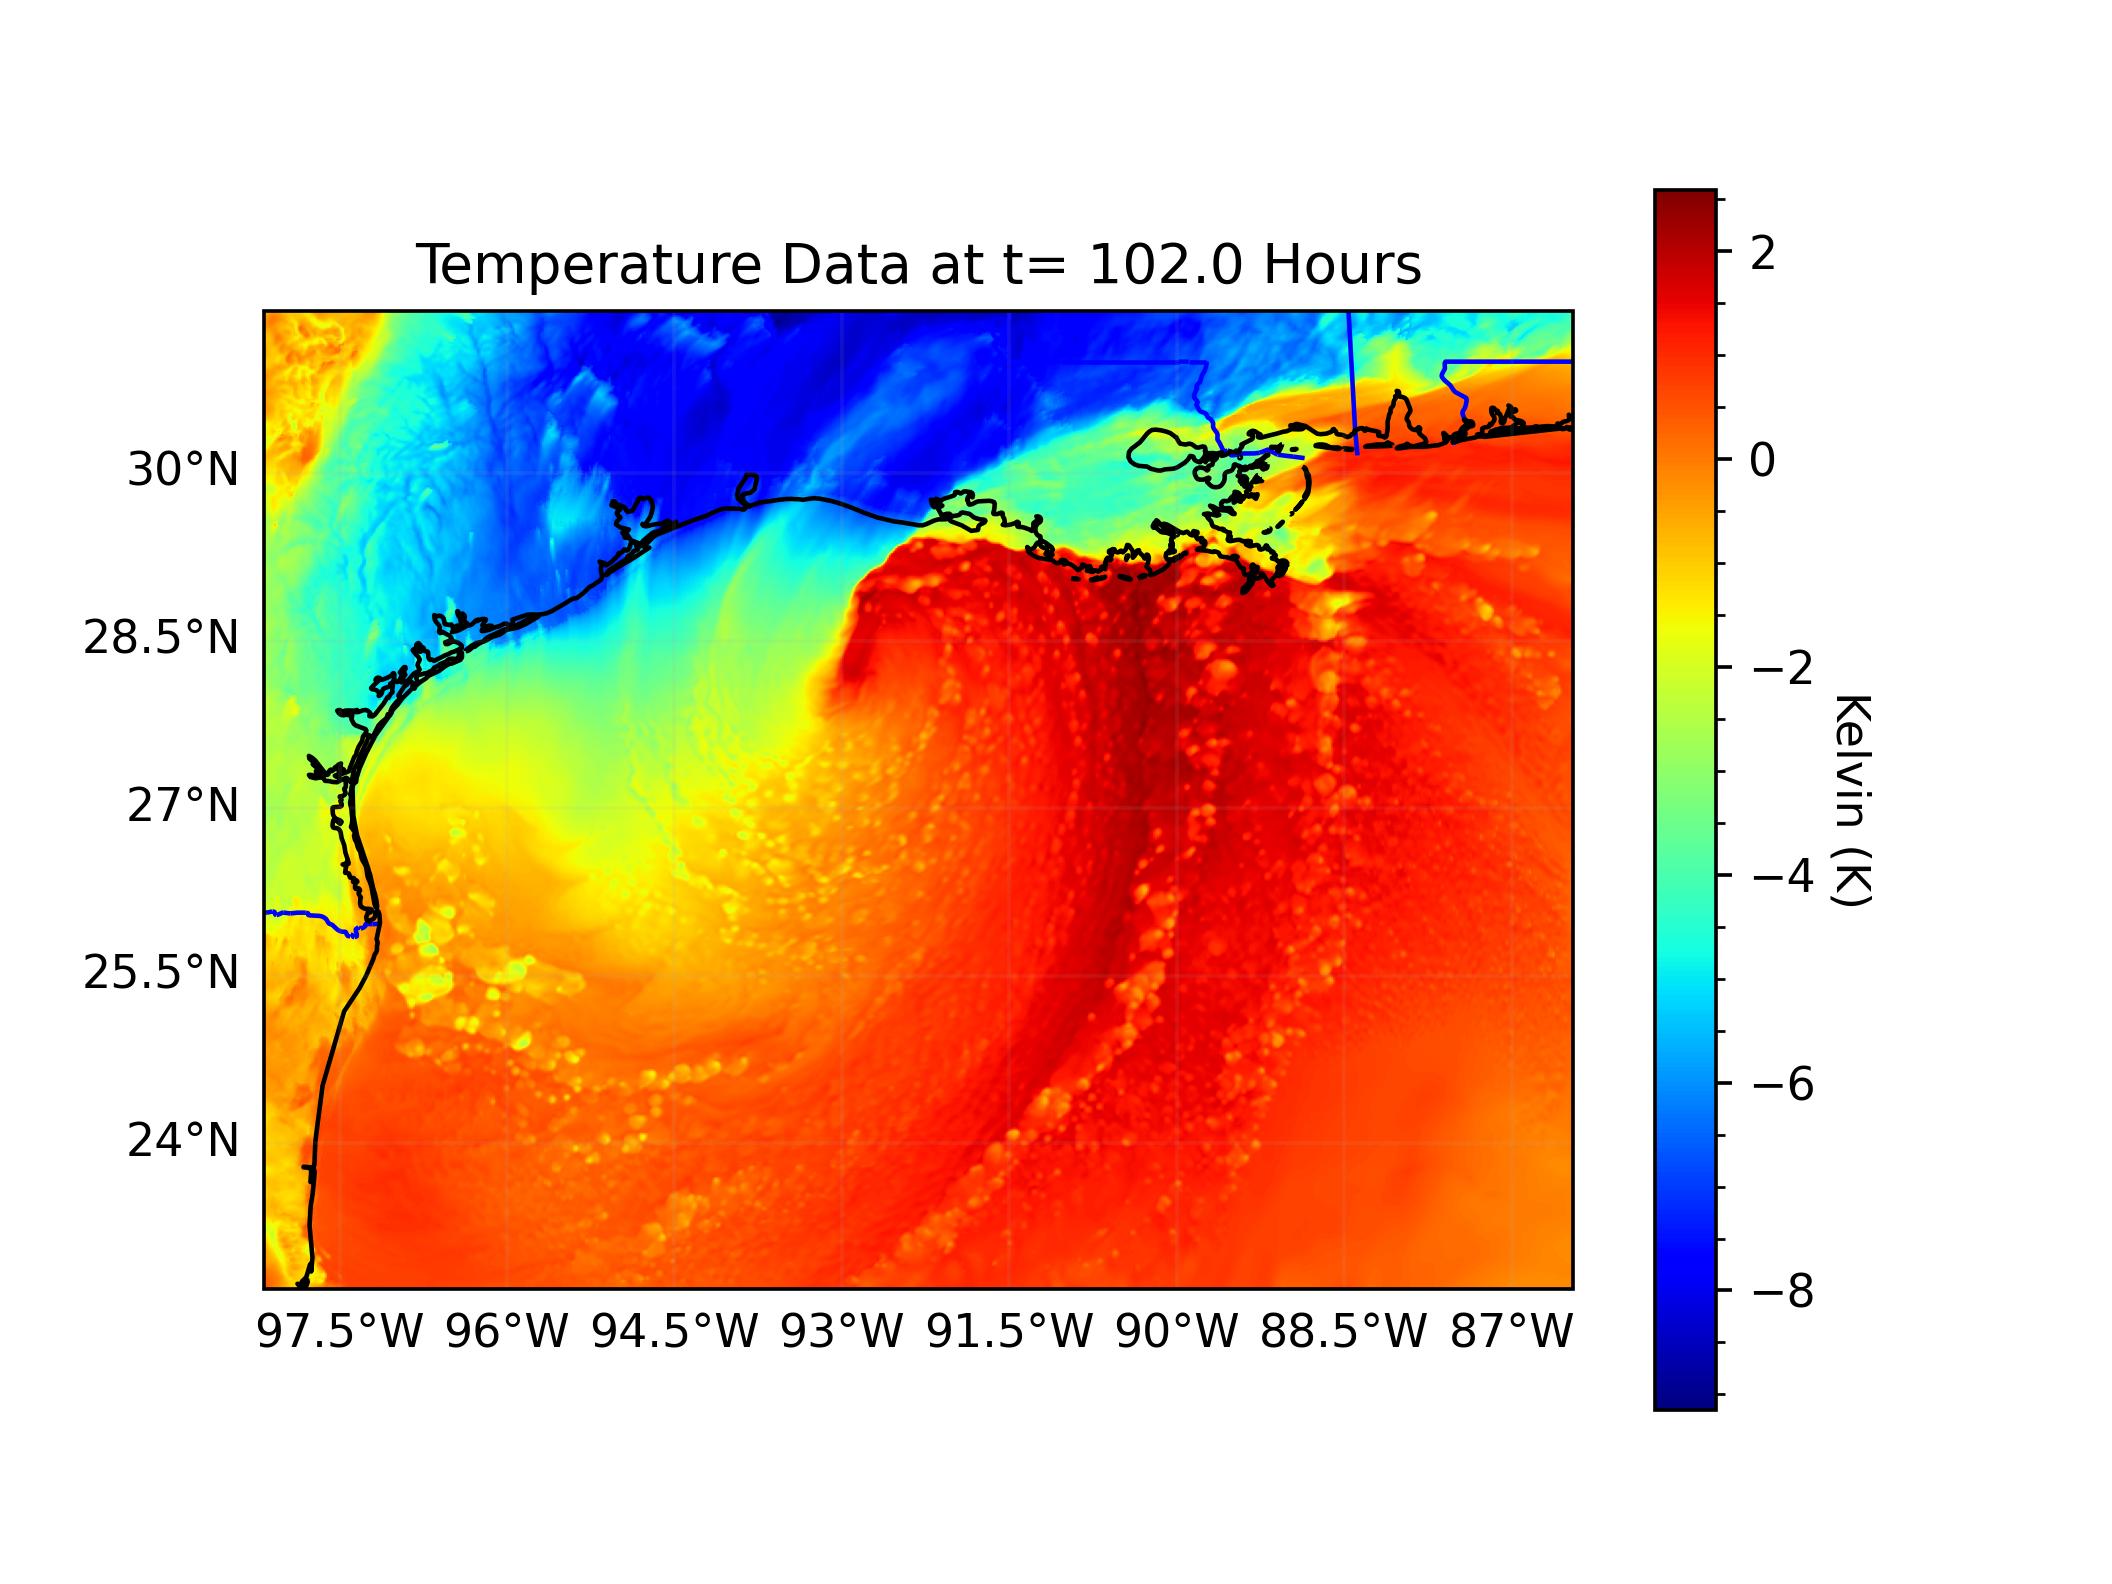 Temperature Data at t= 102.0 Hours
30°N
28.5°N
27°N
25.5°N
24°N
97.5°W 96°W 94.5°W 93°W 91.5°W 90°W 88.5°W 87°W
2
0
−2
−4
−6
−8
Kelvin (K)